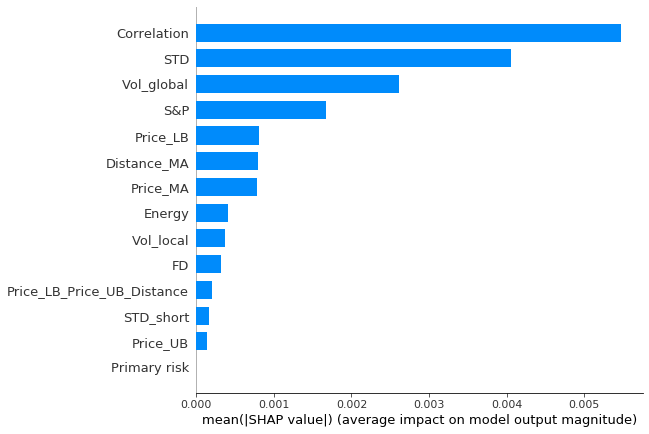 Correlation
STD
Vol_global
S&P
Price_LB
Distance_MA
Price_MA
Energy
Vol_local
FD
Price_LB_Price_UB_Distance
STD_short
Price_UB
Primary risk
0.000 0.001 0.002 0.003 0.004 0.005
mean(|SHAP value|) (average impact on model output magnitude)